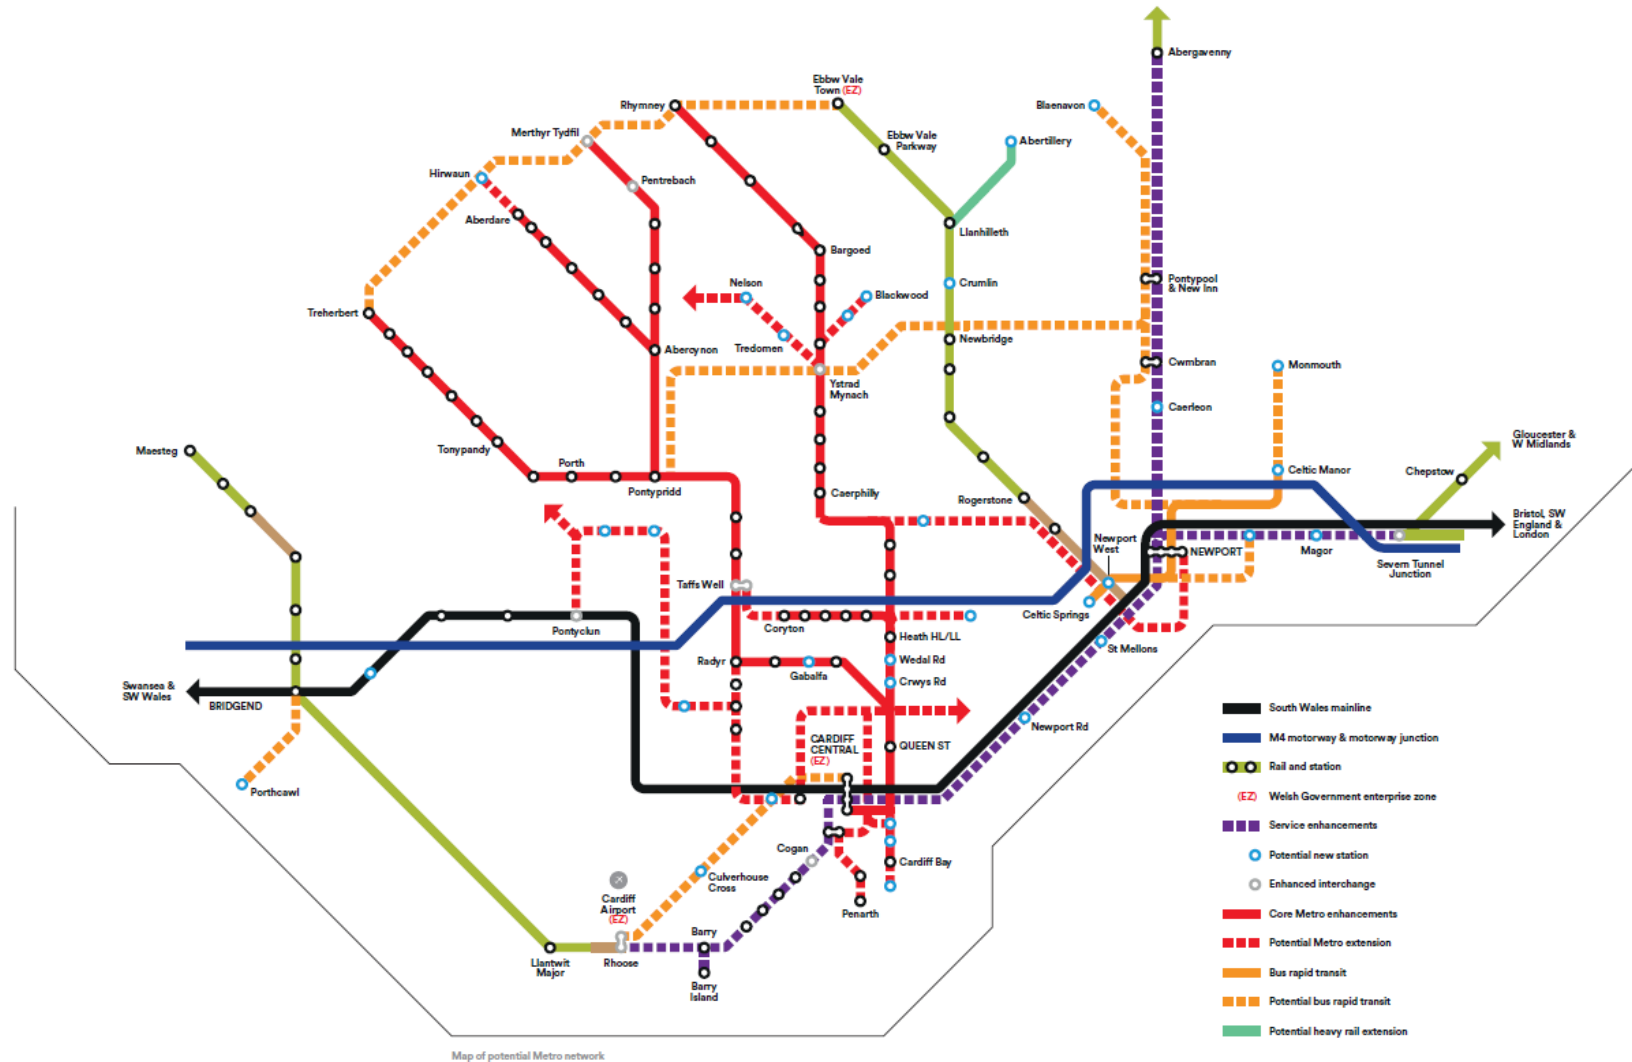 Abergavenny
Ebbw Vale
Town (EZ)
Rhymney
Blaenavon
Merthyr Tydfil
Ebbw Vale
Parkway
Abertillery
Hirwaun
Pentrebach
Aberdare
Llanhilleth
Bargoed
Pontypool
& New Inn
Nelson
Blackwood
Crumlin
Treherbert
Tredomen
Abercynon
Newbridge
Cwmbran
Monmouth
Ystrad
Mynach
Caerleon
Maesteg
Tonypandy
Porth
Pontypridd
Caerphilly
Rogerstone
Celtic Manor
Chepstow
Gloucester &
W Midlands
Bristol, SW
England &
London
Newport
West
NEWPORT
Magor
Severn Tunnel
Junction
Taffs Well
Celtic Springs
Pontyclun
Coryton
Heath HL/LL
St Mellons
Radyr
Gabalfa
Wedal Rd
Crwys Rd
Swansea &
SW Wales
BRIDGEND
Newport Rd
CARDIFF
CENTRAL
(EZ)
QUEEN ST
Porthcawl
Cogan
Cardiff Bay
Culverhouse
Cross
Cardiff
Airport
(EZ)
Penarth
Barry
Llantwit
Major
Rhoose
Barry
Island
South Wales mainline
M4 motorway & motorway junction
Rail and station
(EZ) Welsh Government enterprise zone
Service enhancements
Potential new station
Enhanced interchange
Core Metro enhancements
Potential Metro extension
Bus rapid transit
Potential bus rapid transit
Potential heavy rail extension
Map of potential Metro network